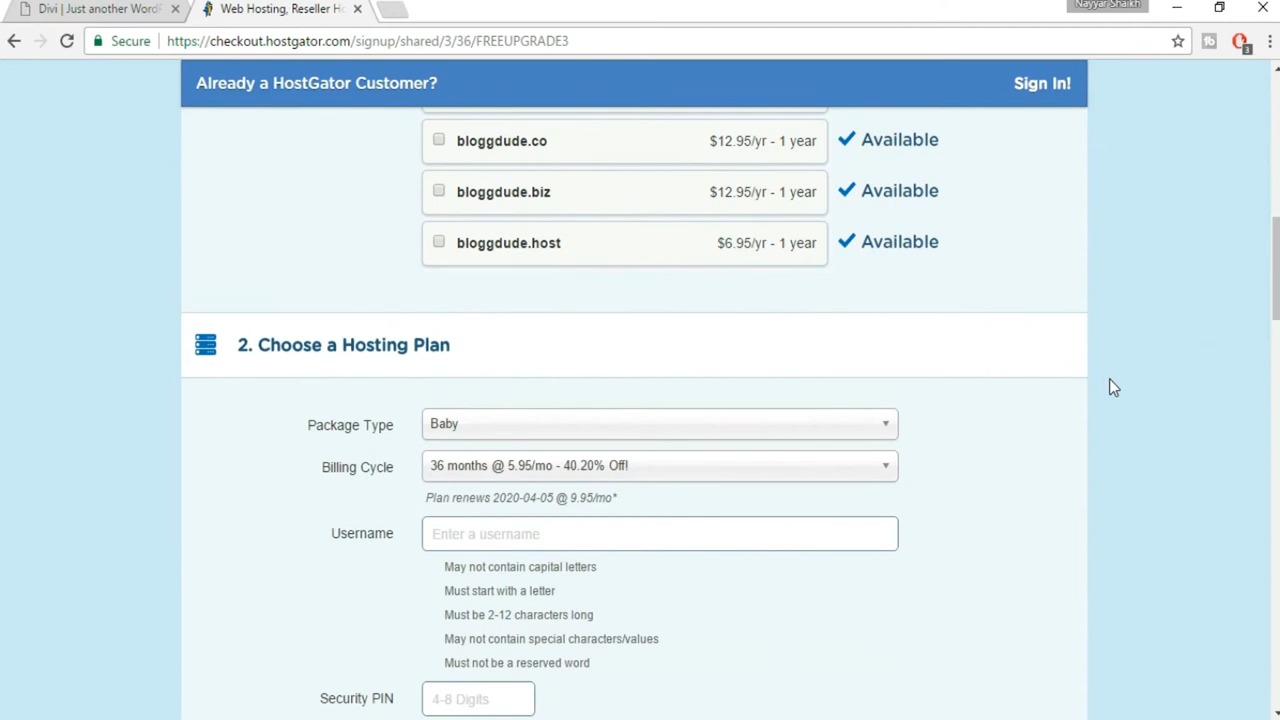 Divi | Just another WordP
Web Hosting, Reseller Ho
Nayyar Shaikh
Secure
https://checkout.hostgator.com/signup/shared/3/36/FREEUPGRADE3
3
Already a HostGator Customer?
Sign In!
bloggdude.co
$12.95/yr - 1 year
Available
bloggdude.biz
$12.95/yr - 1 year
Available
bloggdude.host
$6.95/yr - 1 year
Available
2. Choose a Hosting Plan
Package Type
Baby
Billing Cycle
36 months @ 5.95/mo - 40.20% Off!
Plan renews 2020-04-05 @ 9.95/mo*
Username
Enter a username
May not contain capital letters
Must start with a letter
Must be 2-12 characters long
May not contain special characters/values
Must not be a reserved word
Security PIN
4-8 Digits